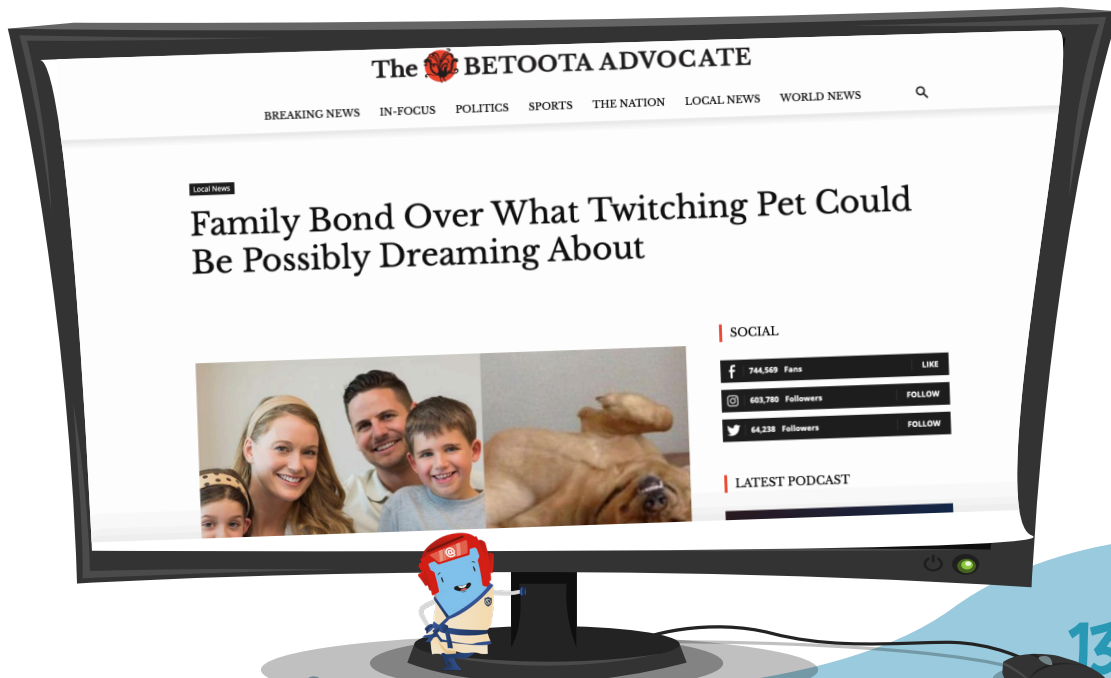 The BETOOTA ADVOCATE
BREAKING NEWS IN-FOCUS POLITICS SPORTS THE NATION LOCAL NEWS WORLD NEWS
Local News
Family Bond Over What Twitching Pet Could
Be Possibly Dreaming About
SOCIAL
744,569 Fans LIKE
603,780 Followers FOLLOW
64,238 Followers FOLLOW
LATEST PODCAST
@
13